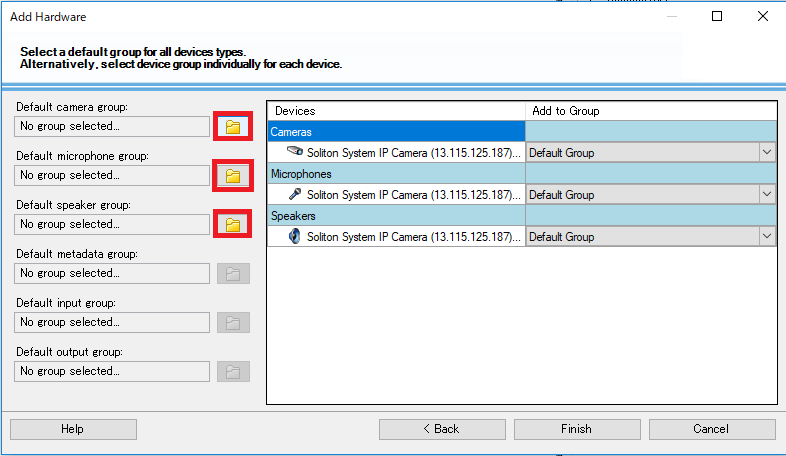 Add Hardware
Select a default group for all devices types.
Alternatively, select device group individually for each device.
Default camera group:
No group selected...
Default microphone group:
No group selected...
Default speaker group:
No group selected...
Default metadata group:
No group selected...
Default input group:
No group selected...
Default output group:
No group selected...
Devices Add to Group
Cameras
Soliton System IP Camera (13.115.125.187)... Default Group
Microphones
Soliton System IP Camera (13.115.125.187)... Default Group
Speakers
Soliton System IP Camera (13.115.125.187)... Default Group
Help < Back Finish Cancel